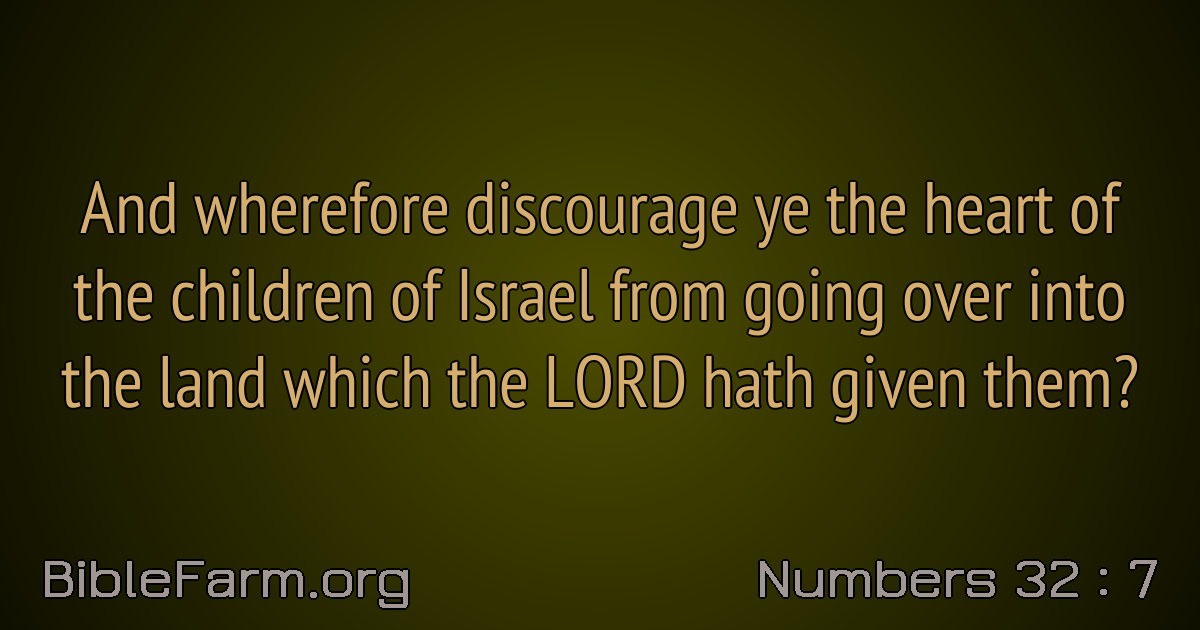 And wherefore discourage ye the heart of
the children of Israel from going over into
the land which the LORD hath given them?
BibleFarm.org
Numbers 32 : 7